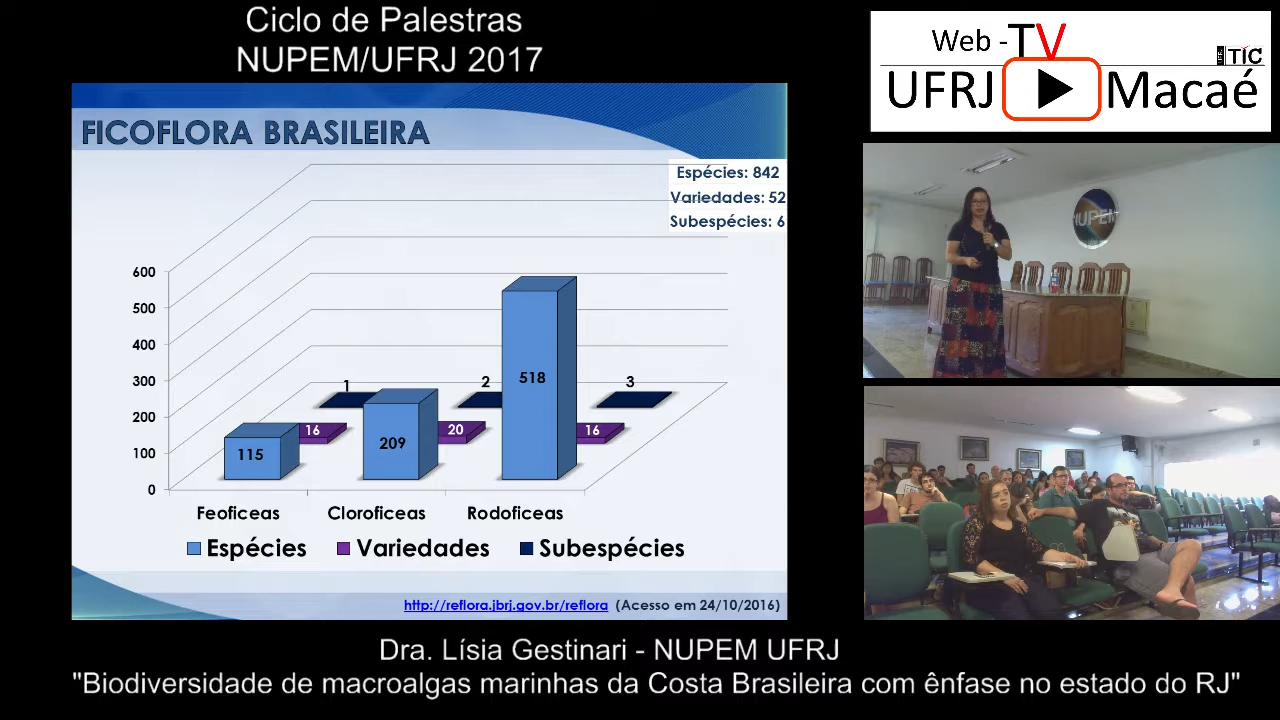 Ciclo de Palestras
NUPEM/UFRJ 2017
Web -TV
UFRJ Macaé
TIC
FICOFLORA BRASILEIRA
Espécies: 842
Variedades: 52
Subespécies: 6
600
500
400
300
200
100
0
1
2
3
16
20
16
115
209
518
Feoficeas
Cloroficeas
Rodoficeas
Espécies
Variedades
Subespécies
http://reflora.jbrj.gov.br/reflora (Acesso em 24/10/2016)
NUPEM
Dra. Lísia Gestinari - NUPEM UFRJ
"Biodiversidade de macroalgas marinhas da Costa Brasileira com ênfase no estado do RJ"